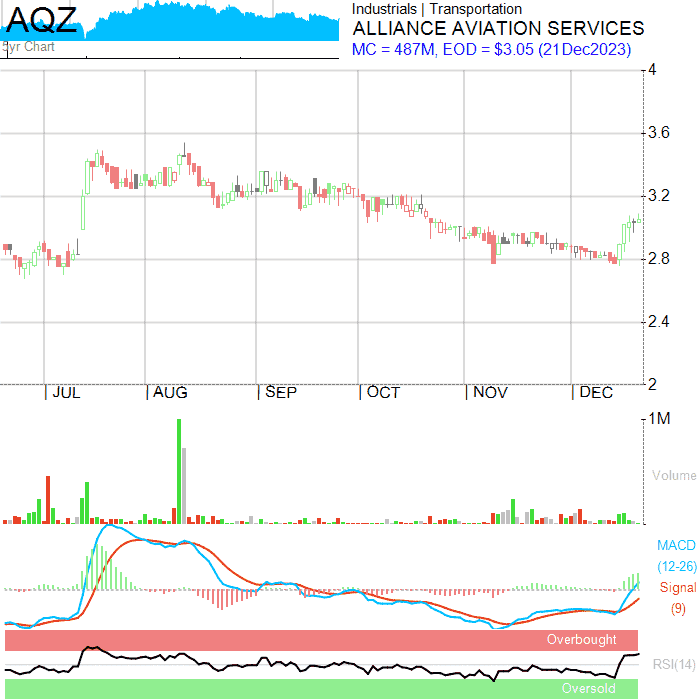 AQZ
5yr Chart
Industrials | Transportation
ALLIANCE AVIATION SERVICES
MC = 487M, EOD = $3.05 (21Dec2023)
4
3.6
3.2
2.8
2.4
2
| JUL | AUG | SEP | OCT | NOV | DEC
1M
Volume
MACD
(12-26)
Signal
(9)
Overbought
RSI(14)
Oversold